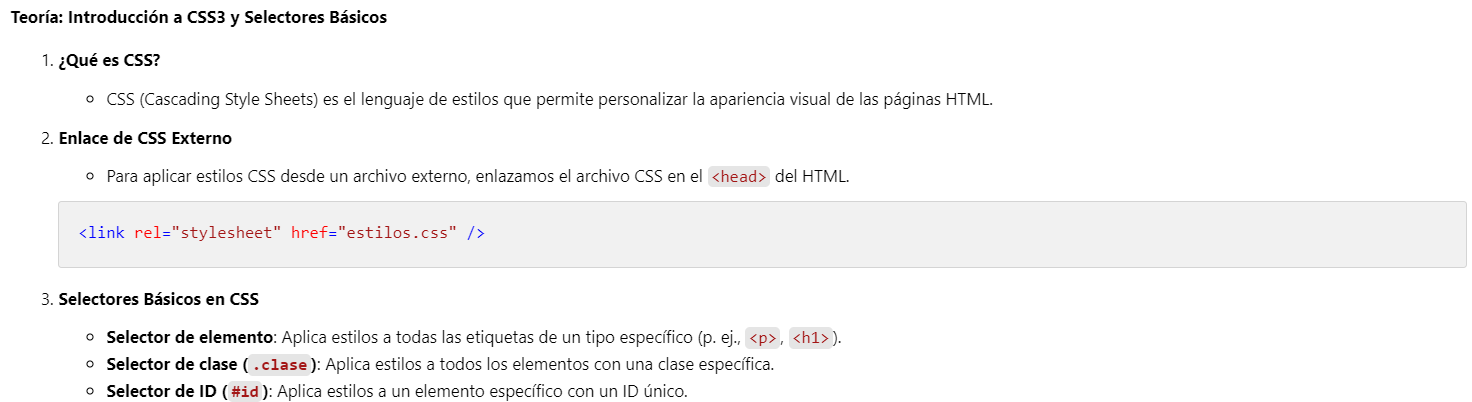 Teoría: Introducción a CSS3 y Selectores Básicos
1. ¿Qué es CSS?
CSS (Cascading Style Sheets) es el lenguaje de estilos que permite personalizar la apariencia visual de las páginas HTML.
2. Enlace de CSS Externo
Para aplicar estilos CSS desde un archivo externo, enlazamos el archivo CSS en el <head> del HTML.
<link rel="stylesheet" href="estilos.css" />
3. Selectores Básicos en CSS
Selector de elemento: Aplica estilos a todas las etiquetas de un tipo específico (p. ej., <p>, <h1>).
Selector de clase (.clase): Aplica estilos a todos los elementos con una clase específica.
Selector de ID (#id): Aplica estilos a un elemento específico con un ID único.